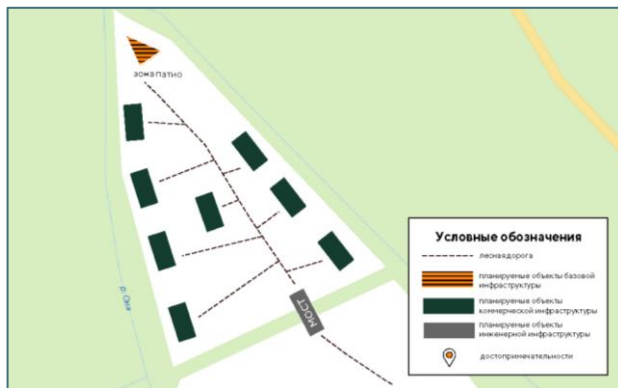 зона патио
р. Она
МОСТ
Условные обозначения
лесная дорога
планируемые объекты базовой
инфраструктуры
планируемые объекты
коммерческой инфраструктуры
планируемые объекты
инженерной инфраструктуры
достопримечательности